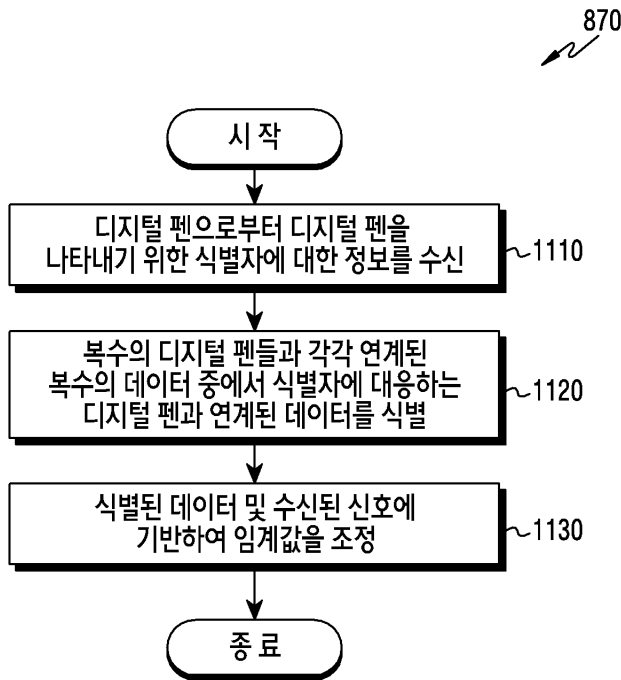 870
시작
디지털 펜으로부터 디지털 펜을
나타내기 위한 식별자에 대한 정보를 수신
1110
복수의 디지털 펜들과 각각 연계된
복수의 데이터 중에서 식별자에 대응하는
디지털 펜과 연계된 데이터를 식별
1120
식별된 데이터 및 수신된 신호에
기반하여 임계값을 조정
1130
종료